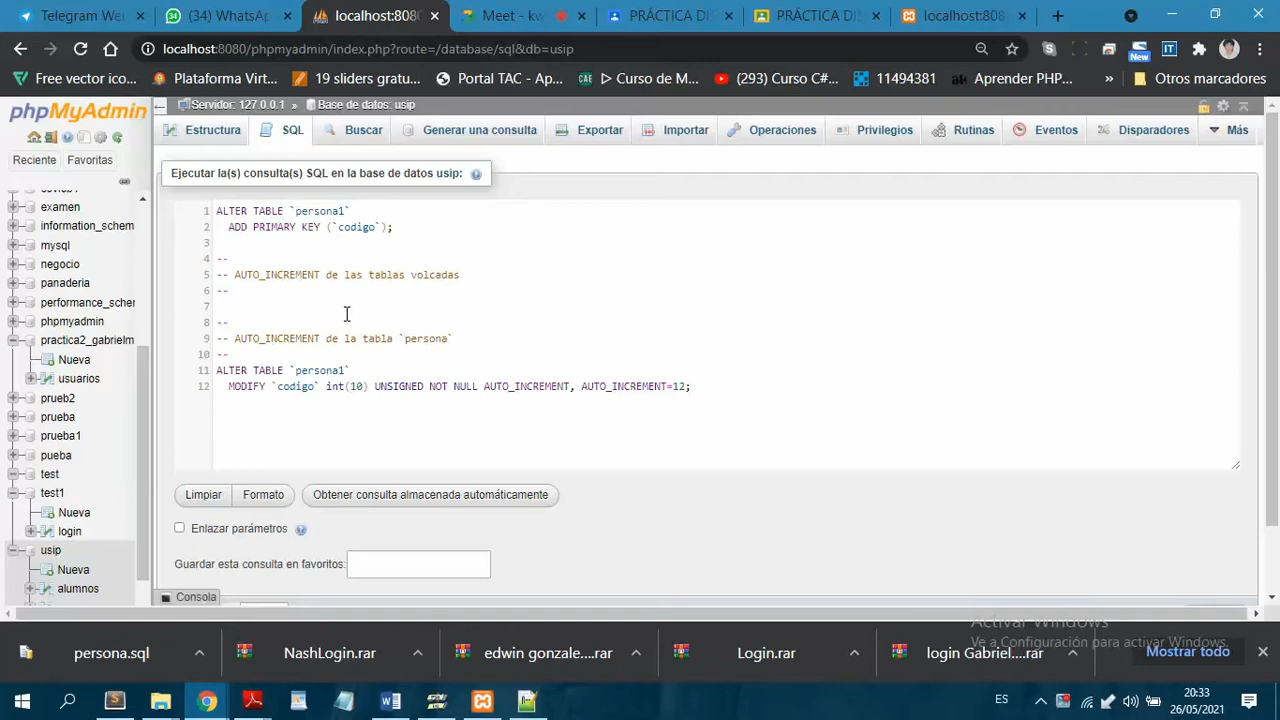 Telegram We
(34) WhatsApp
localhost:8080
Meet - kw
PRÁCTICA DI
PRÁCTICA DI
localhost:808
localhost:8080/phpmyadmin/index.php?route=/database/sql&db=usip
New
Free vector ico...
Plataforma Virt...
19 sliders gratu...
Portal TAC - Ap...
CAE
▷ Curso de M...
(293) Curso C#...
11494381
ak
Aprender PHP...
»
Otros marcadores
phpMyAdmin
Reciente
Favoritas
examen
information_schem
mysql
negocio
panaderia
performance_schem
phpmyadmin
practica2_gabrielm
Nueva
usuarios
prueb2
prueba
prueba1
pueba
test
test1
Nueva
login
usip
Nueva
alumnos
Servidor: 127.0.0.1 » Base de datos: usip
Estructura
SQL
Buscar
Generar una consulta
Exportar
Importar
Operaciones
Privilegios
Rutinas
Eventos
Disparadores
Más
Ejecutar la(s) consulta(s) SQL en la base de datos usip:
1 ALTER TABLE `persona1`
2 ADD PRIMARY KEY (`codigo`);
3
4 --
5 -- AUTO_INCREMENT de las tablas volcadas
6 --
7
8 --
9 -- AUTO_INCREMENT de la tabla `persona`
10 --
11 ALTER TABLE `persona1`
12 MODIFY `codigo` int(10) UNSIGNED NOT NULL AUTO_INCREMENT, AUTO_INCREMENT=12;
Limpiar
Formato
Obtener consulta almacenada automáticamente
Enlazar parámetros
Guardar esta consulta en favoritos:
Consola
Activar Windows
Ve a Configuración para activar Windows.
persona.sql
NashLogin.rar
edwin gonzale....rar
Login.rar
login Gabriel....rar
Mostrar todo
ES
20:33
26/05/2021